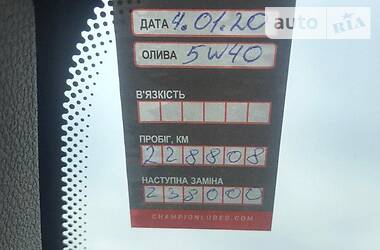 auto RIA
ДАТА 4.01.20
ОЛИВА 5W40
В'ЯЗКІСТЬ
ПРОБІГ, КМ
228808
НАСТУПНА ЗАМІНА
238000
CHAMPIONLUBES.COM